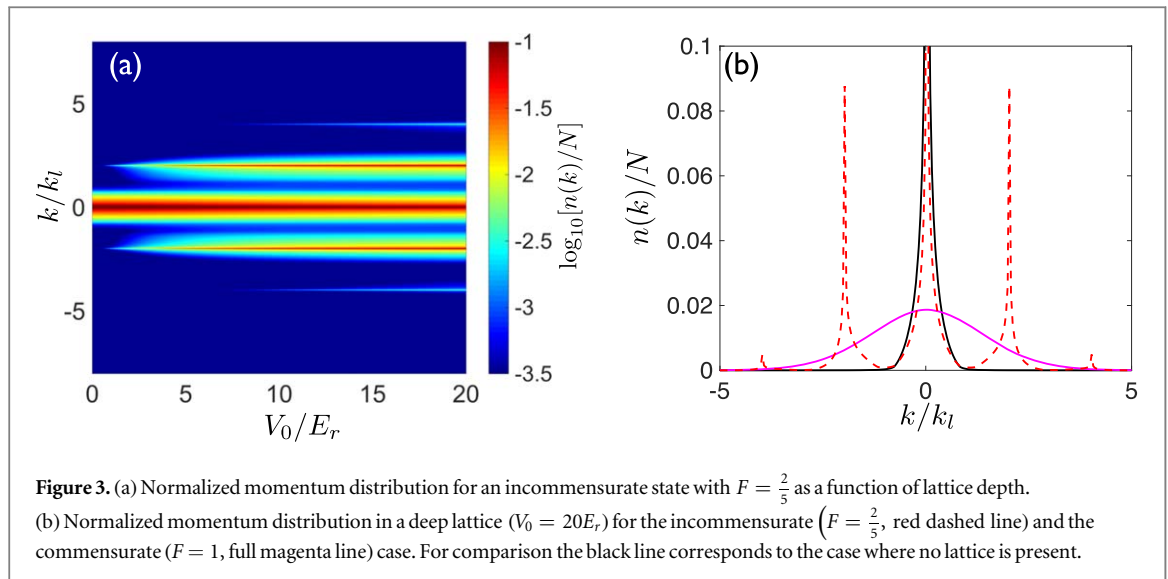 (a)
5
0
-5
k/k_l
0
5
10
15
20
V_0/E_r
-1
-1.5
-2
-2.5
-3
-3.5
log_{10}[n(k)/N]
(b)
0.1
0.08
0.06
0.04
0.02
0
n(k)/N
-5
0
5
k/k_l
Figure 3. (a) Normalized momentum distribution for an incommensurate state with F = 2/5 as a function of lattice depth.
(b) Normalized momentum distribution in a deep lattice (V_0 = 20E_r) for the incommensurate (F = 2/5, red dashed line) and the
commensurate (F = 1, full magenta line) case. For comparison the black line corresponds to the case where no lattice is present.